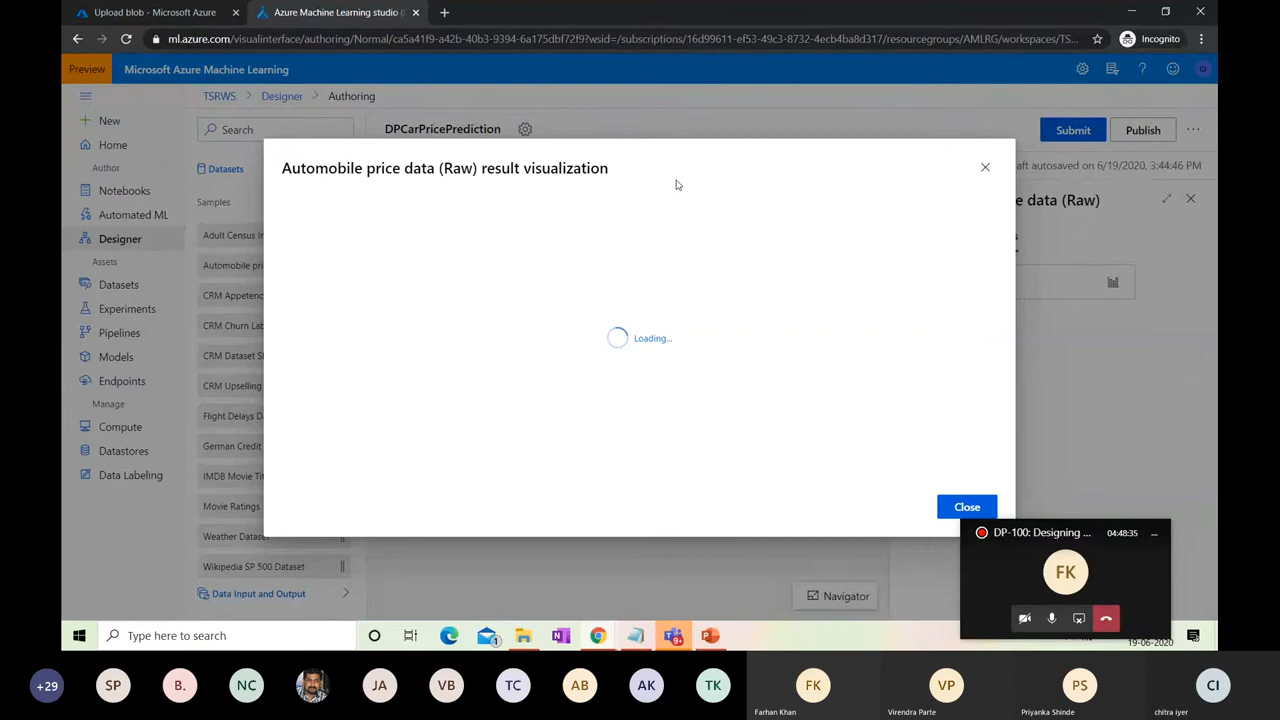 Upload blob - Microsoft Azure
Azure Machine Learning studio (
ml.azure.com/visualinterface/authoring/Normal/ca5a41f9-a42b-40b3-9394-6a175dbf72f9?wsid=/subscriptions/16d99611-ef53-49c3-8732-4ecb4ba8d317/resourcegroups/AMLRG/workspaces/TS...
Incognito
Preview
Microsoft Azure Machine Learning
CI
TSRWS > Designer > Authoring
New
Home
Author
Notebooks
Automated ML
Designer
Assets
Datasets
Experiments
Pipelines
Models
Endpoints
Manage
Compute
Datastores
Data Labeling
Search
Datasets
Samples
Adult Census In
Automobile pri
CRM Appetenc
CRM Churn Lab
CRM Dataset Sh
CRM Upselling
Flight Delays Da
German Credit
IMDB Movie Tit
Movie Ratings
Weather Dataset
Wikipedia SP 500 Dataset
Data Input and Output
DPCarPricePrediction
Submit
Publish
aft autosaved on 6/19/2020, 3:44:46 PM
e data (Raw)
Automobile price data (Raw) result visualization
Loading...
Close
Navigator
DP-100: Designing ...
04:48:35
FK
Type here to search
1
9+
19-06-2020
+29
SP
B.
NC
JA
VB
TC
AB
AK
TK
FK
Farhan Khan
VP
Virendra Parte
PS
Priyanka Shinde
CI
chitra iyer